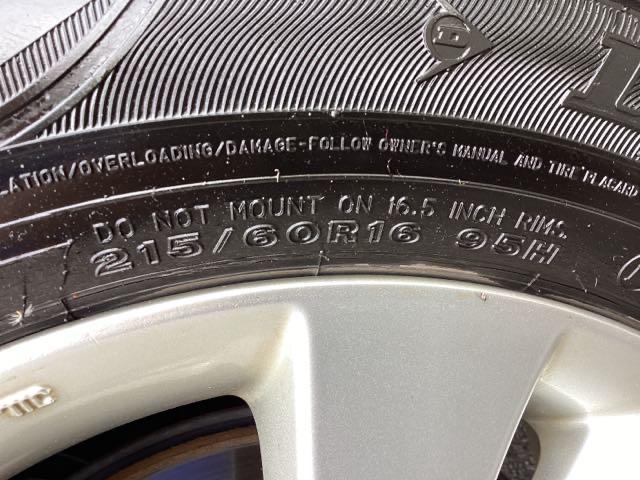 -ATION/OVERLOADING/DAMAGE-FOLLOW OWNER'S MANUAL AND TIRE PLACARD
DO NOT MOUNT ON 16.5 INCH RIMS.
215/60R16 95H